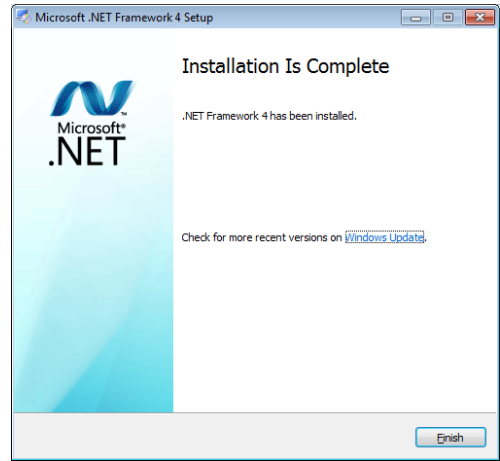 Microsoft .NET Framework 4 Setup
Installation Is Complete
.NET Framework 4 has been installed.
Microsoft®
.NET
Check for more recent versions on Windows Update.
Finish